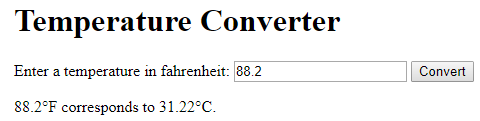 Temperature Converter
Enter a temperature in fahrenheit: 88.2 Convert
88.2°F corresponds to 31.22°C.